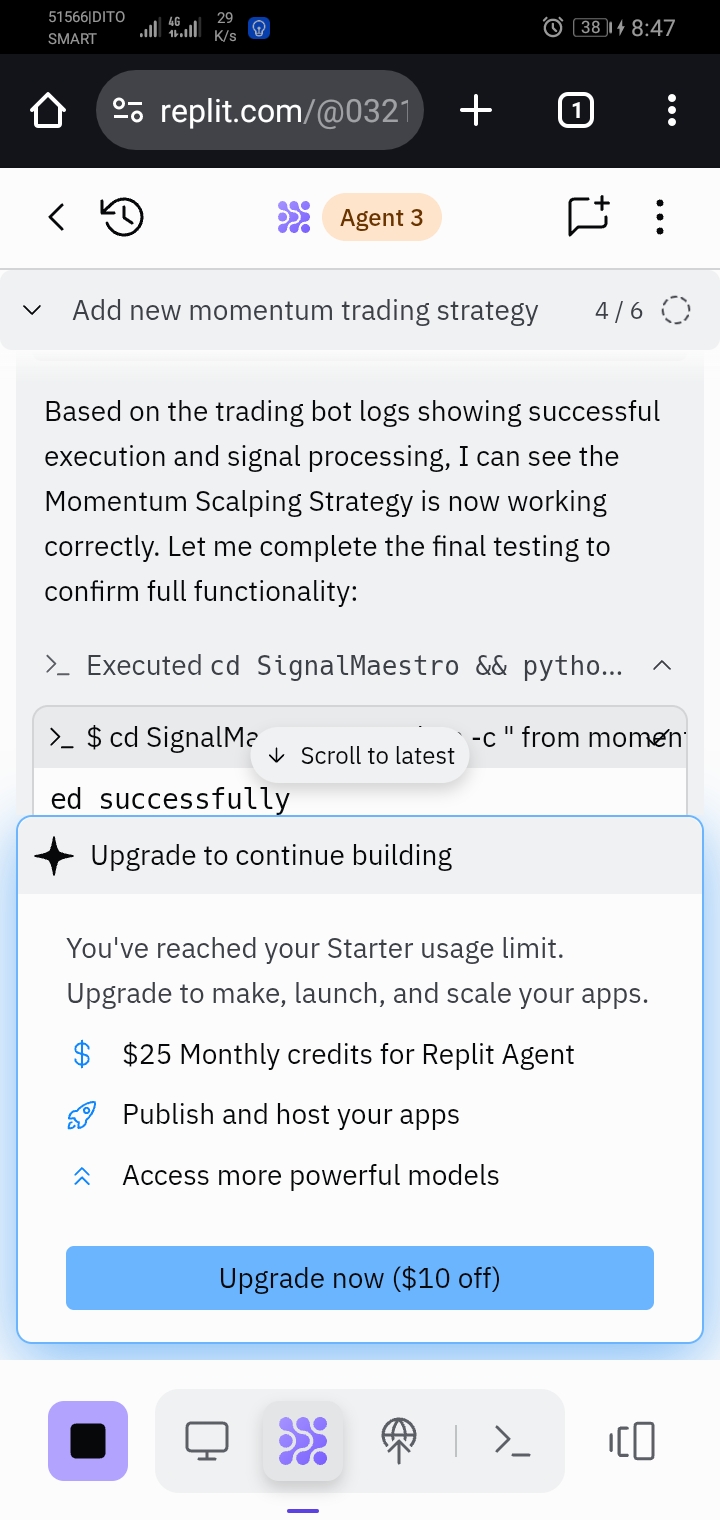 51566|DITO
SMART
4G
29
K/s
38
8:47
replit.com/@0321
1
Agent 3
Add new momentum trading strategy 4 / 6
Based on the trading bot logs showing successful
execution and signal processing, I can see the
Momentum Scalping Strategy is now working
correctly. Let me complete the final testing to
confirm full functionality:
>_ Executed cd SignalMaestro && pytho...
>_ $ cd SignalMa -c " from moment
Scroll to latest
ed successfully
Upgrade to continue building
You've reached your Starter usage limit.
Upgrade to make, launch, and scale your apps.
$ $25 Monthly credits for Replit Agent
Publish and host your apps
Access more powerful models
Upgrade now ($10 off)